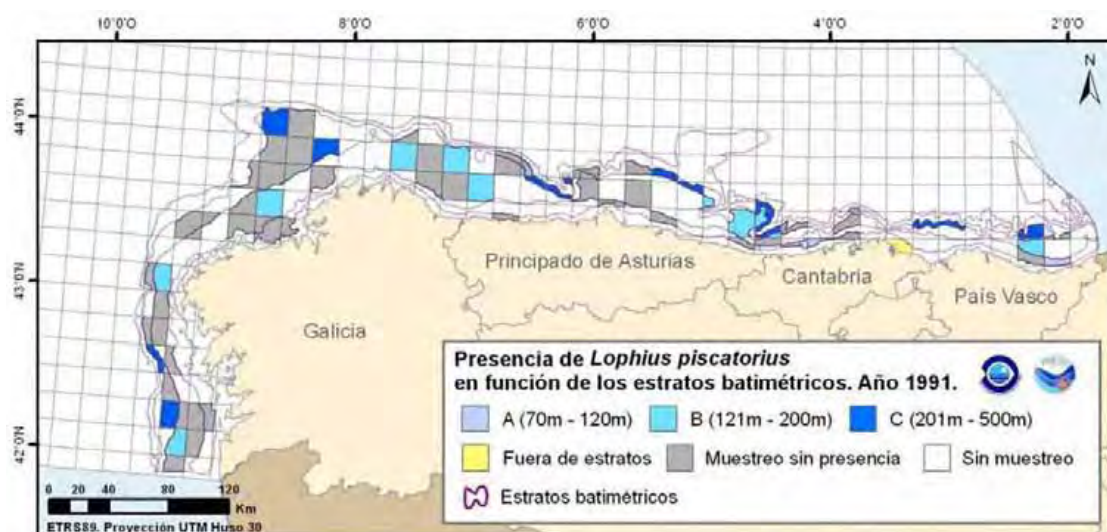 10°0'O 8°0'O 6°0'O 4°0'O 2°0'O
N
44°0'N
43°0'N
42°0'N
Principado de Asturias
Cantabria
País Vasco
Galicia
Presencia de Lophius piscatorius
en función de los estratos batimétricos. Año 1991.
A (70m - 120m) B (121m - 200m) C (201m - 500m)
Fuera de estratos Muestreo sin presencia Sin muestreo
Estratos batimétricos
0 20 40 80 120
Km
ETRS89. Proyección UTM Huso 30